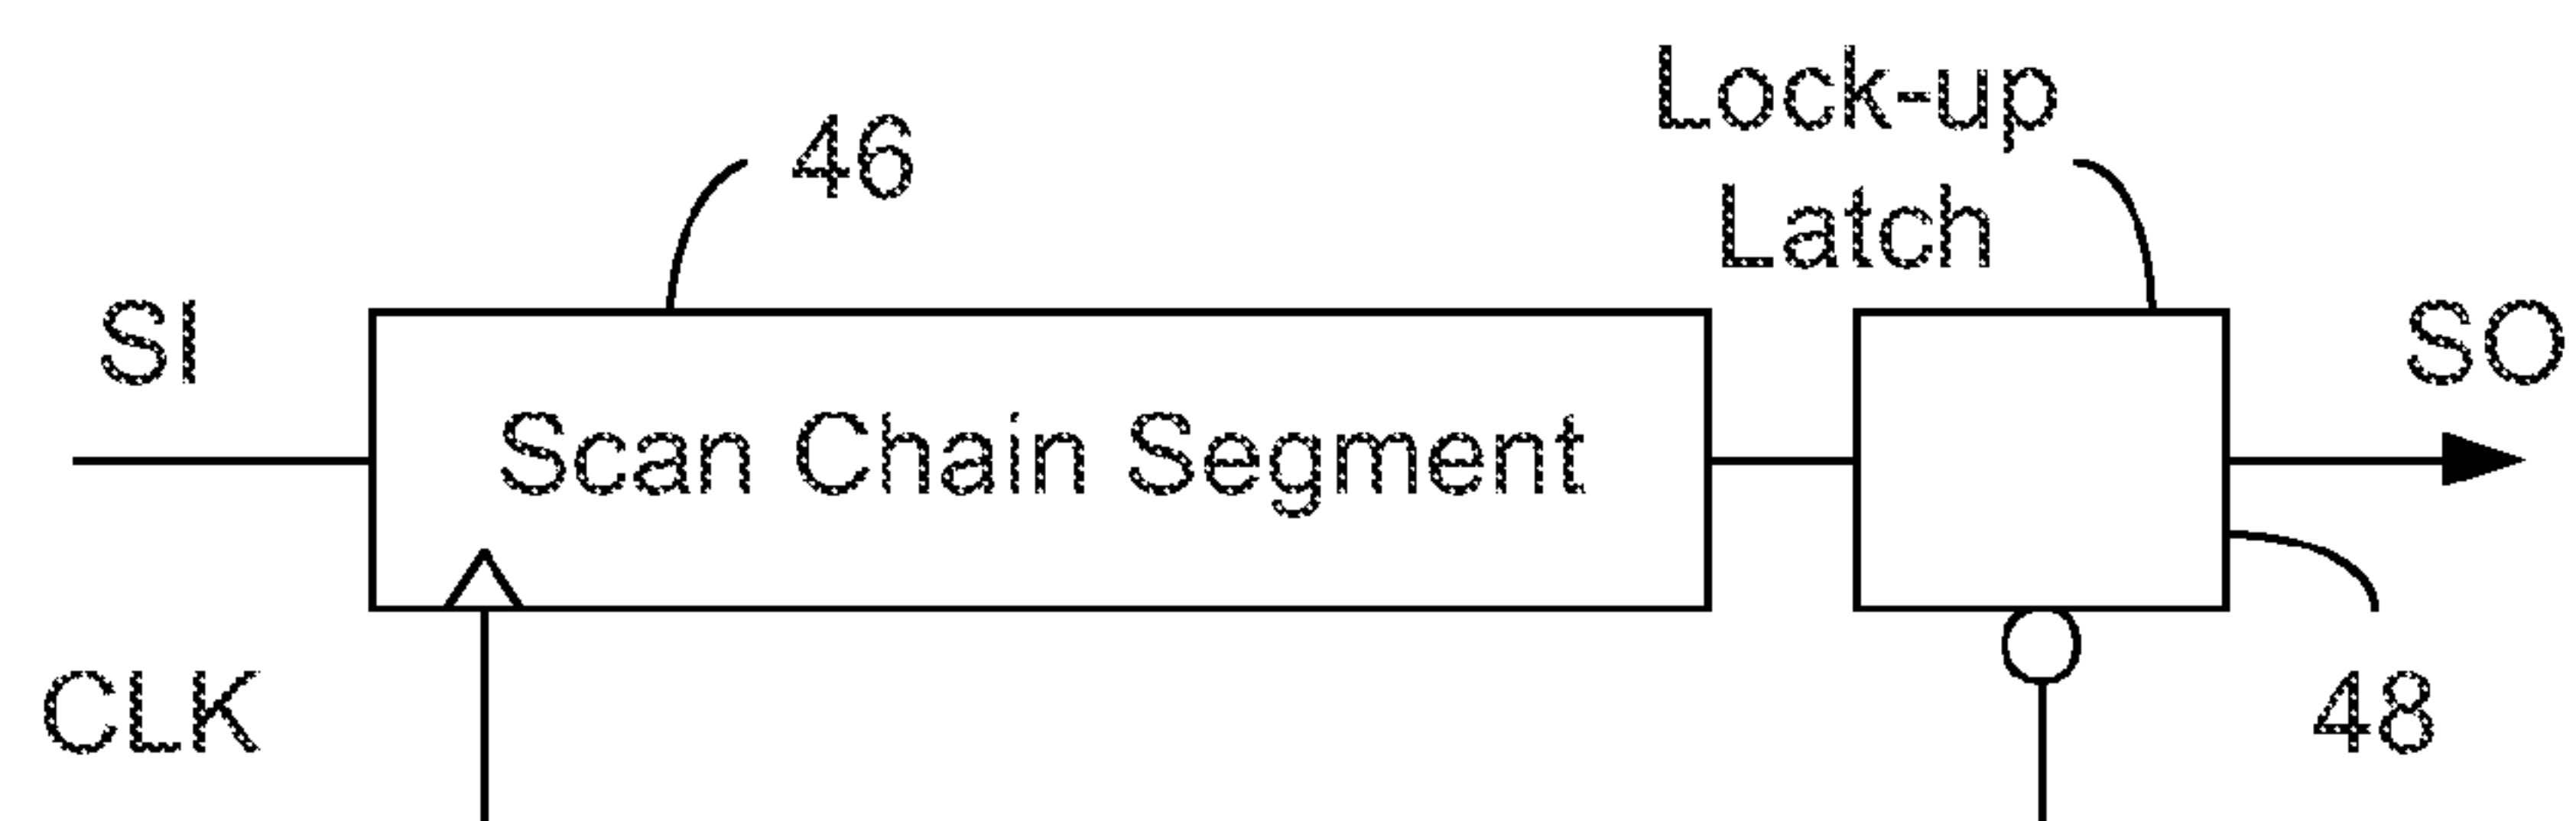 Lock-up
Latch
46
SI
SO
Scan Chain Segment
CLK
48